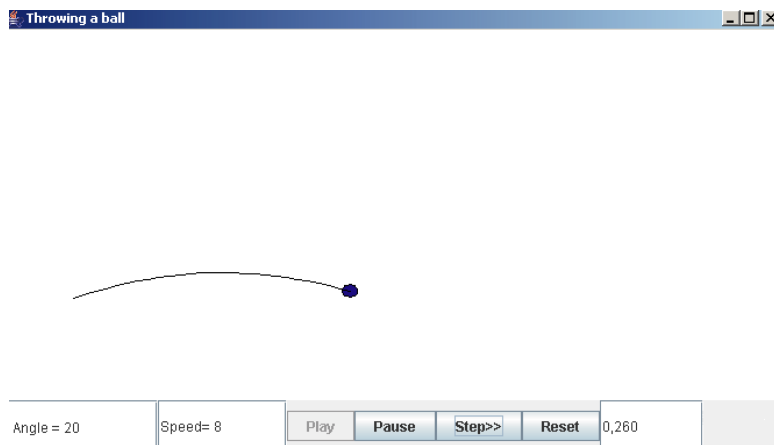 Throwing a ball
Angle = 20
Speed= 8
Play
Pause
Step>>
Reset
0,260